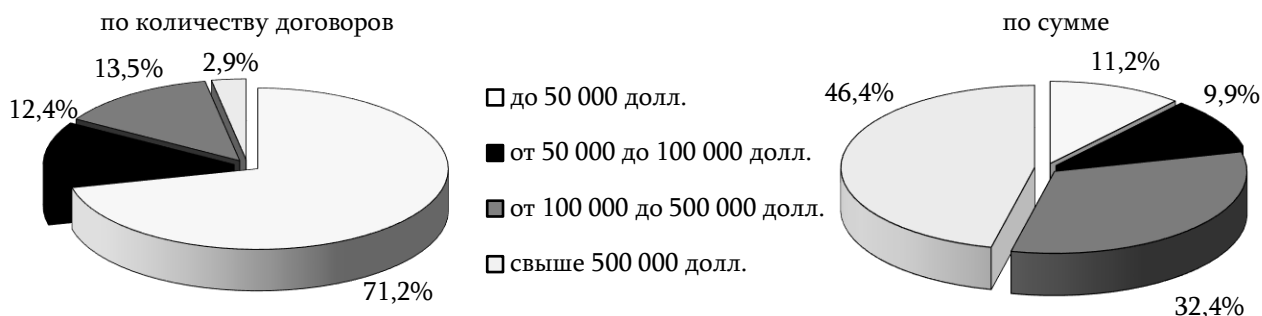 по количеству договоров
13,5%
2,9%
12,4%
71,2%
до 50 000 долл.
от 50 000 до 100 000 долл.
от 100 000 до 500 000 долл.
свыше 500 000 долл.
по сумме
11,2%
46,4%
9,9%
32,4%